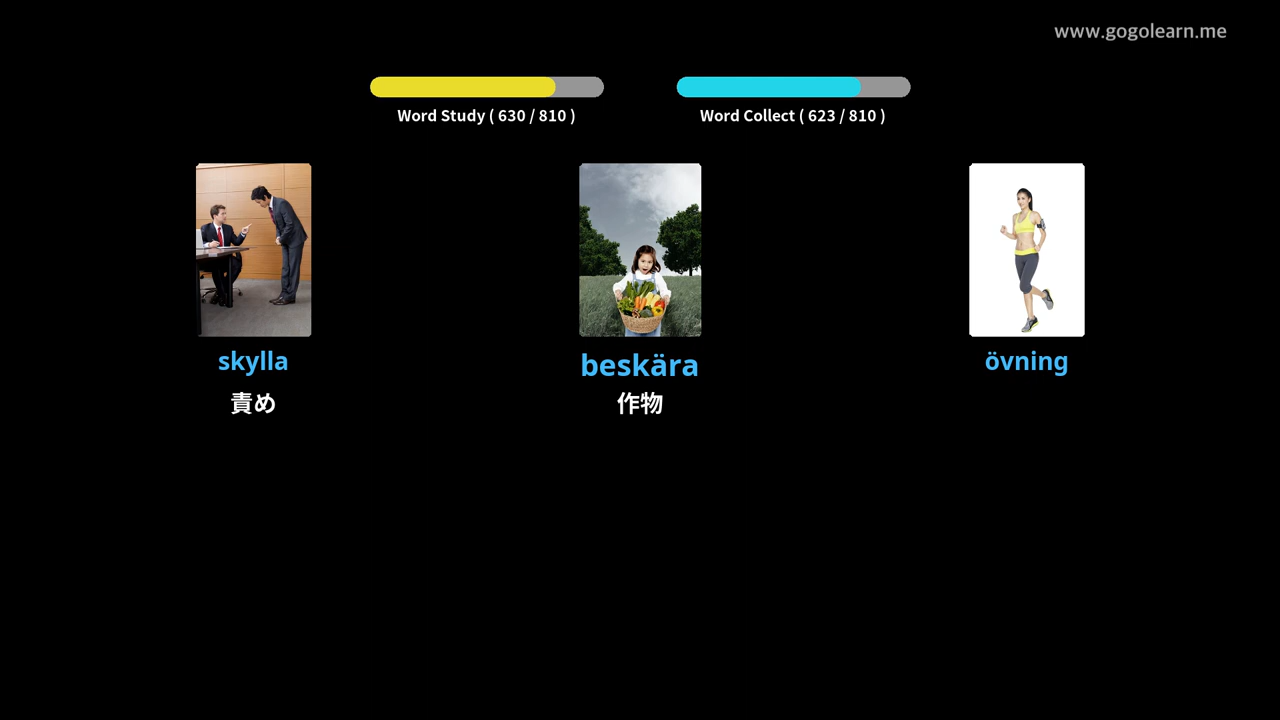 www.gogolearn.me
Word Study ( 630 / 810 )
Word Collect ( 623 / 810 )
skylla
beskära
övning
責め
作物